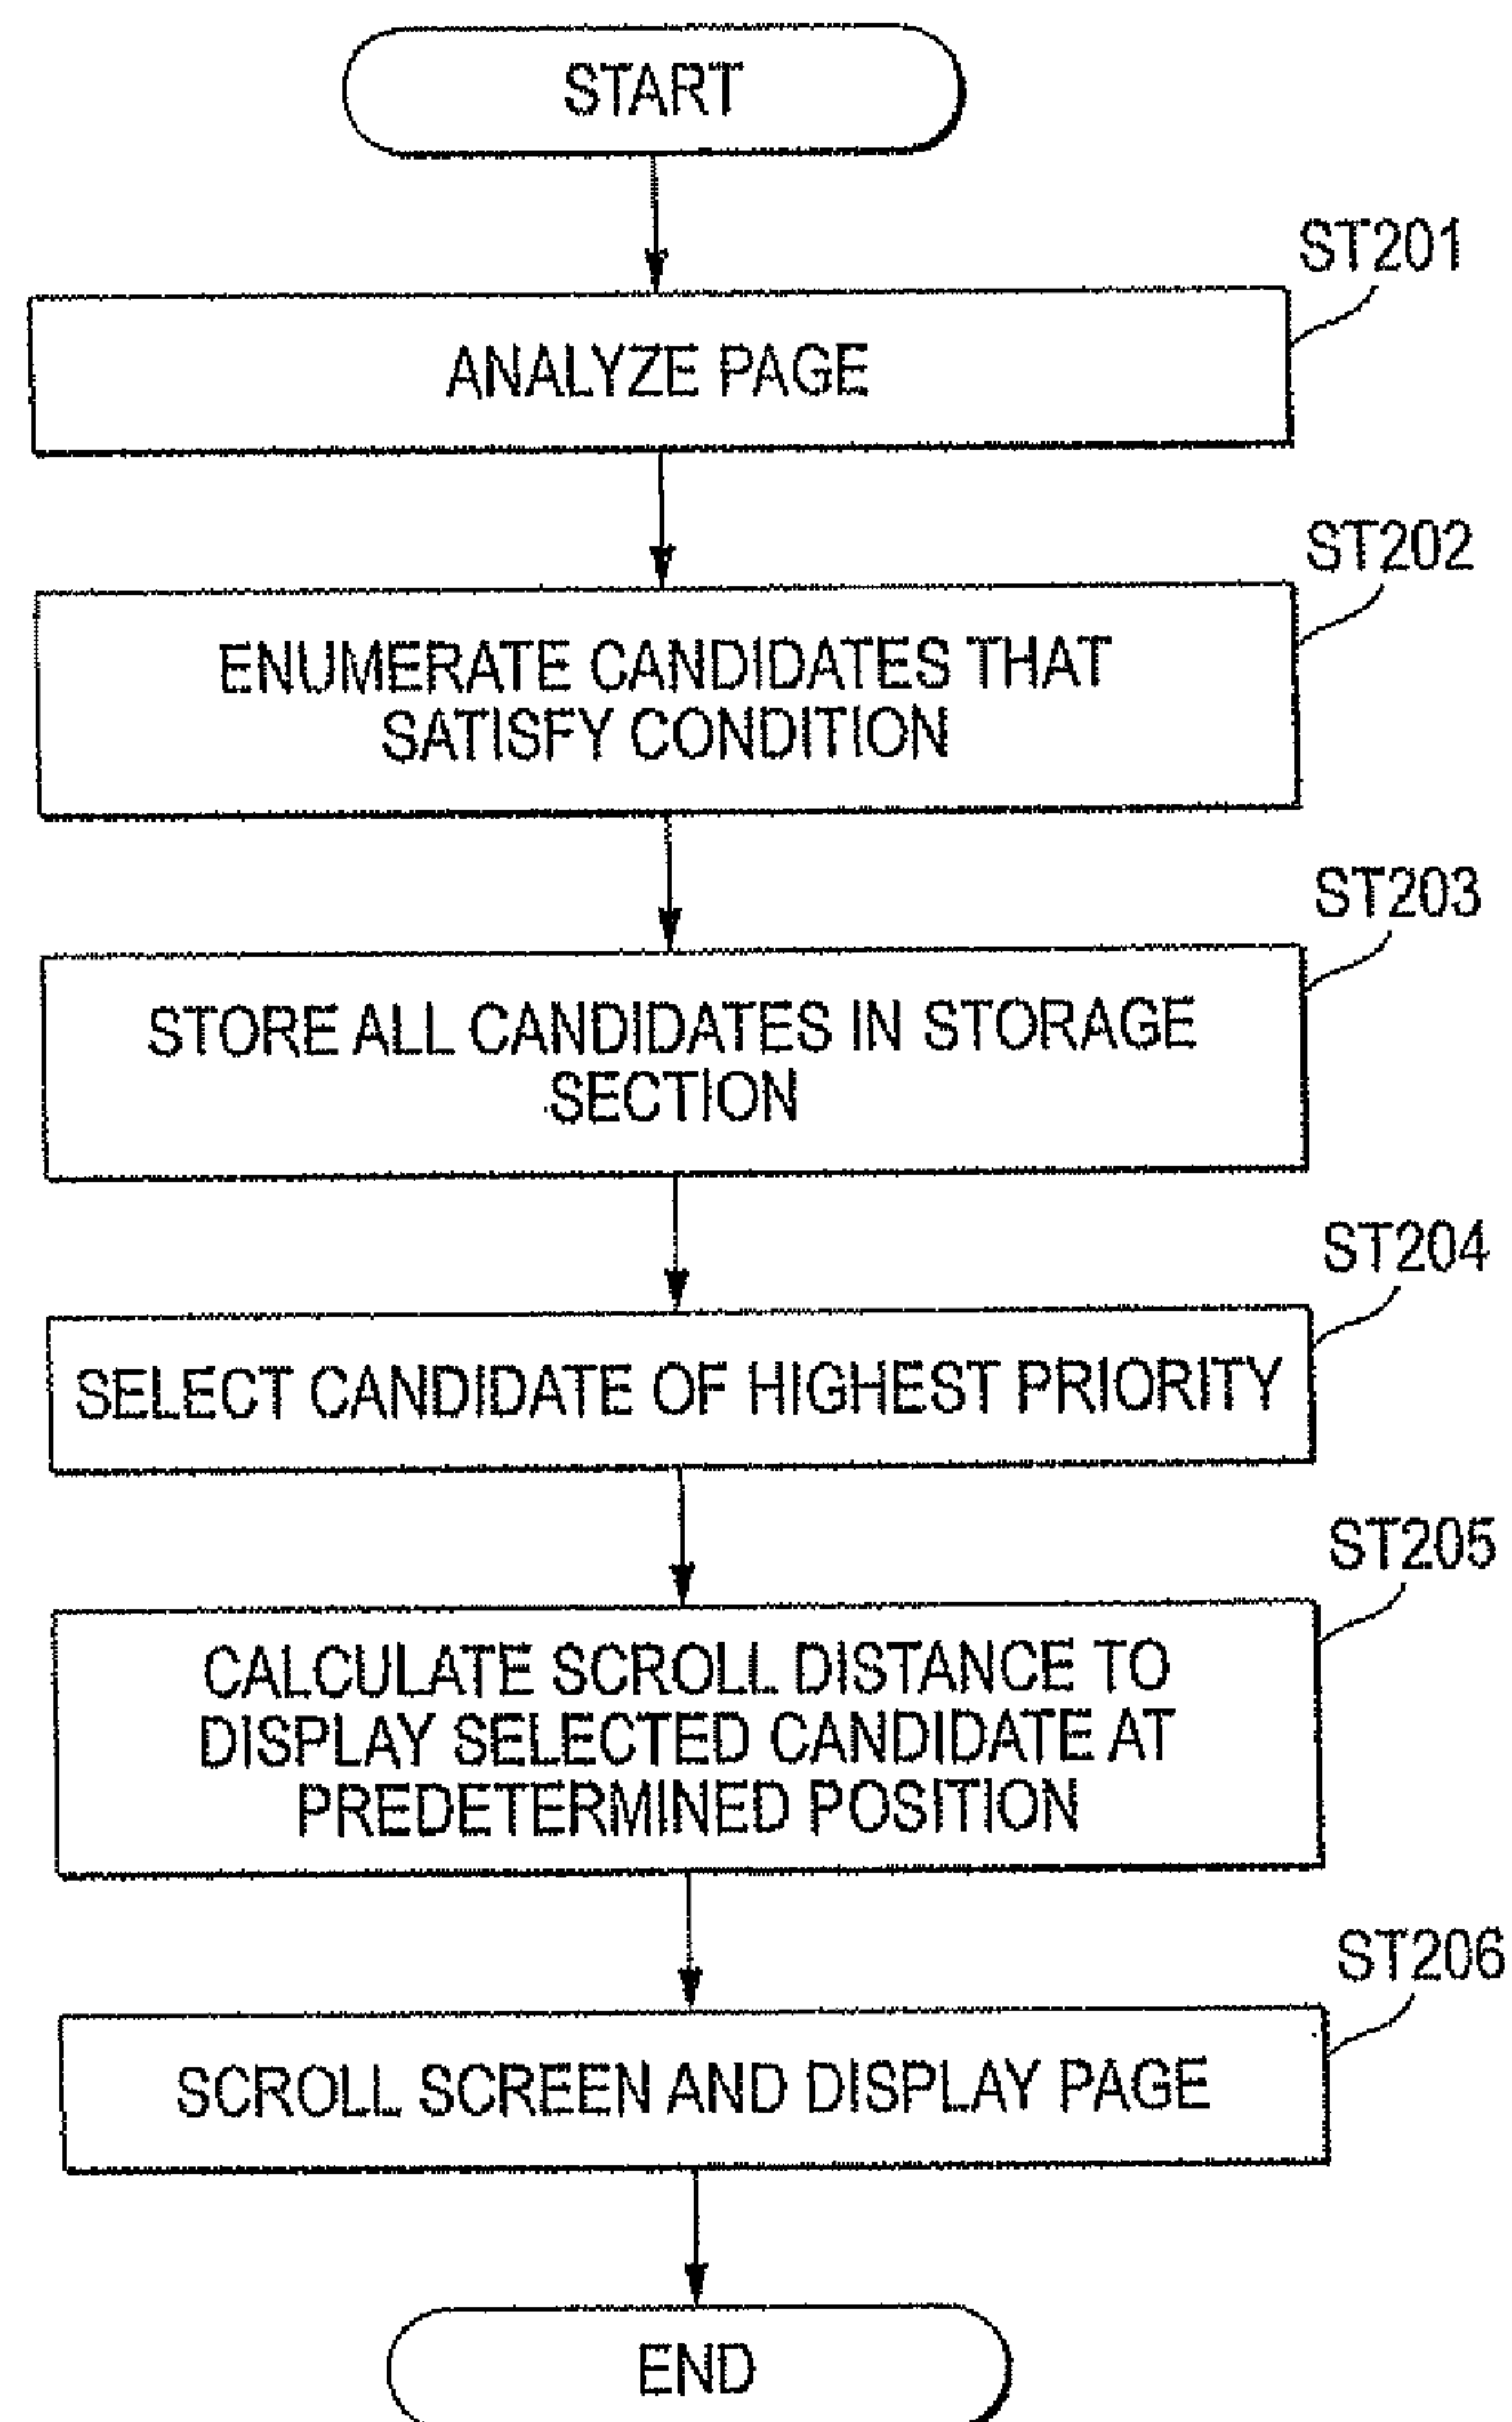 START
ST201
ANALYZE PAGE
ST202
ENUMERATE CANDIDATES THAT
SATISFY CONDITION
ST203
STORE ALL CANDIDATES IN STORAGE
SECTION
ST204
SELECT CANDIDATE OF HIGHEST PRIORITY
ST205
CALCULATE SCROLL DISTANCE TO
DISPLAY SELECTED CANDIDATE AT
PREDETERMINED POSITION
ST206
SCROLL SCREEN AND DISPLAY PAGE
END